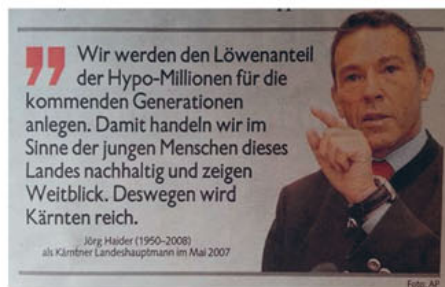 Wir werden den Löwenanteil
der Hypo-Millionen für die
kommenden Generationen
anlegen. Damit handeln wir im
Sinne der jungen Menschen dieses
Landes nachhaltig und zeigen
Weitblick. Deswegen wird
Kärnten reich.
Jörg Haider (1950–2008)
als Kärntner Landeshauptmann im Mai 2007
Foto: AP